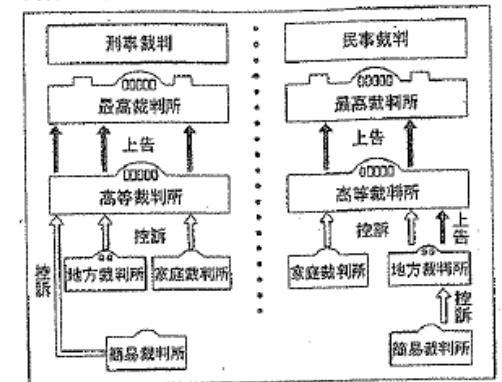 刑事裁判
最高裁判所
上告
高等裁判所
控訴
地方裁判所
家庭裁判所
控訴
簡易裁判所
民事裁判
最高裁判所
上告
高等裁判所
控訴
上告
家庭裁判所
地方裁判所
控訴
簡易裁判所